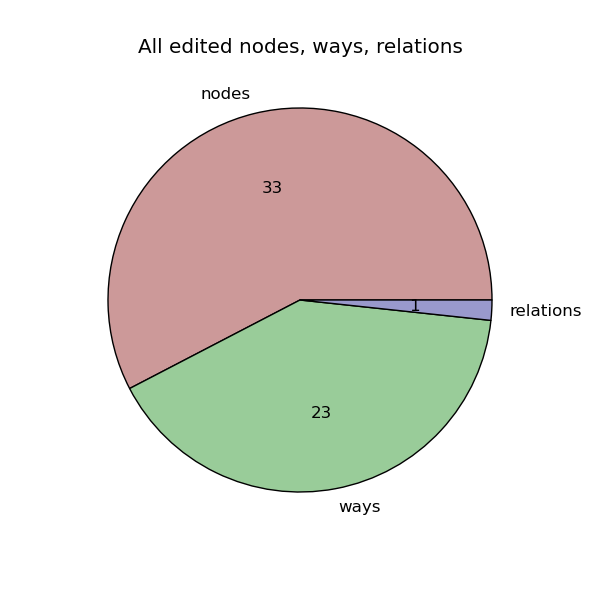 All edited nodes, ways, relations
nodes
33
1
relations
23
ways